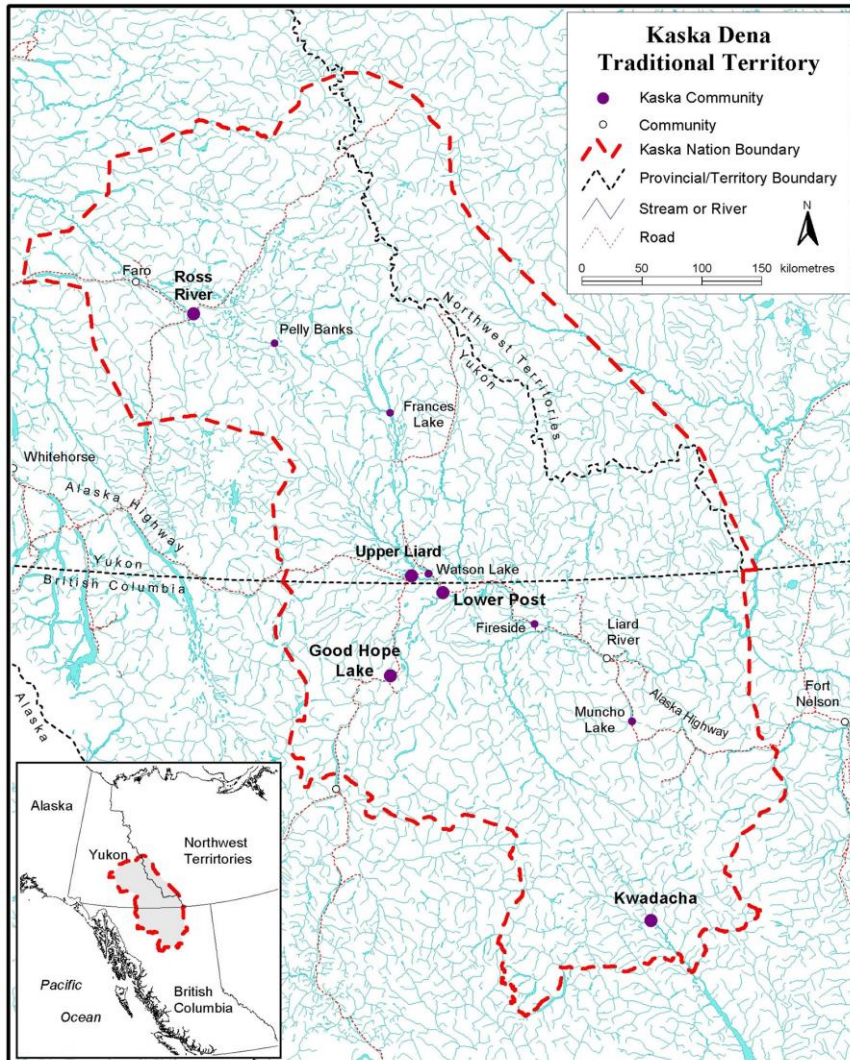 Kaska Dena
Traditional Territory
Kaska Community
Community
Kaska Nation Boundary
Provincial/Territory Boundary
Stream or River
Road
N
0 50 100 150 kilometres
Faro
Ross
River
Pelly Banks
Northwest Territories
Yukon
Frances
Lake
Whitehorse
Alaska Highway
Yukon
British Columbia
Upper Liard
Watson Lake
Lower Post
Fireside
Liard
River
Good Hope
Lake
Muncho
Lake
Alaska Highway
Fort
Nelson
Alaska
Kwadacha
Alaska
Yukon
Northwest
Terrirtories
Pacific
Ocean
British
Columbia